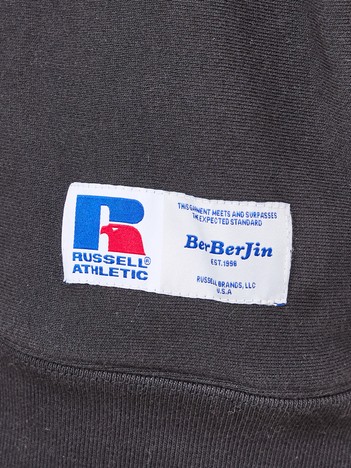 R
RUSSELL®
ATHLETIC
THIS GARMENT MEETS AND SURPASSES
THE EXPECTED STANDARD
BerBerJin
EST. 1998
RUSSELL BRANDS, LLC
U.S.A